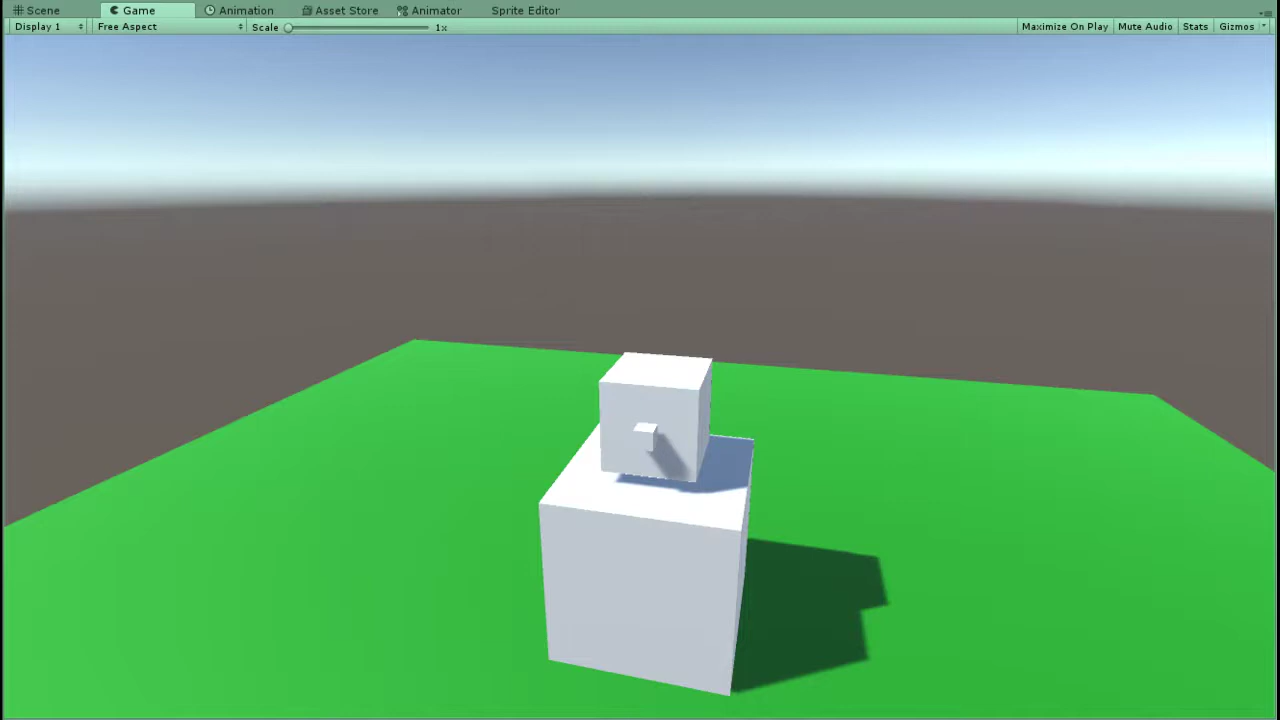 Scene Game Animation Asset Store Animator Sprite Editor
Display 1 Free Aspect Scale 1x Maximize On Play Mute Audio Stats Gizmos